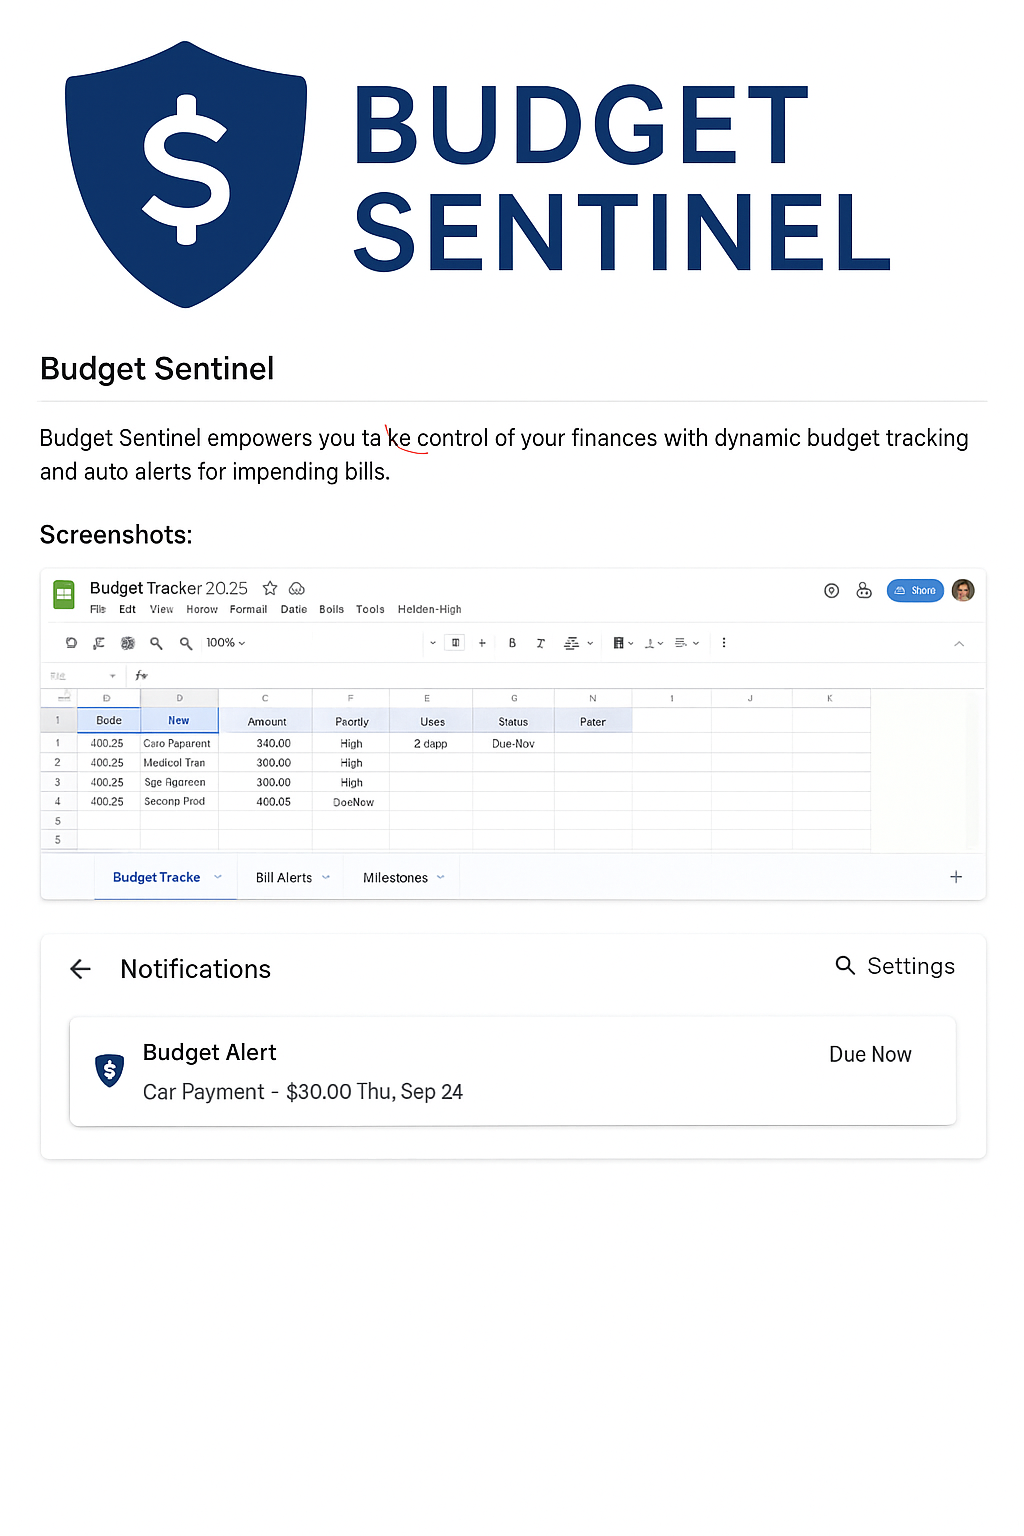 BUDGET
SENTINEL
Budget Sentinel
Budget Sentinel empowers you ta ke control of your finances with dynamic budget tracking
and auto alerts for impending bills.
Screenshots:
Budget Tracker 20.25
File Edt View Horow Formail Datie Boils Tools Helden-High
Share
100%
fx
D D C F E G N 1 J K
1 Bode New Amount Paortly Uses Status Pater
1 400.25 Caro Paparent 340.00 High 2 dapp Due-Nov
2 400.25 Medicol Tran 300.00 High
3 400.25 Sge Agareen 300.00 High
4 400.25 Seconp Prod 400.05 DoeNow
5
5
Budget Tracke Bill Alerts Milestones
Notifications Settings
Budget Alert Due Now
Car Payment - $30.00 Thu, Sep 24